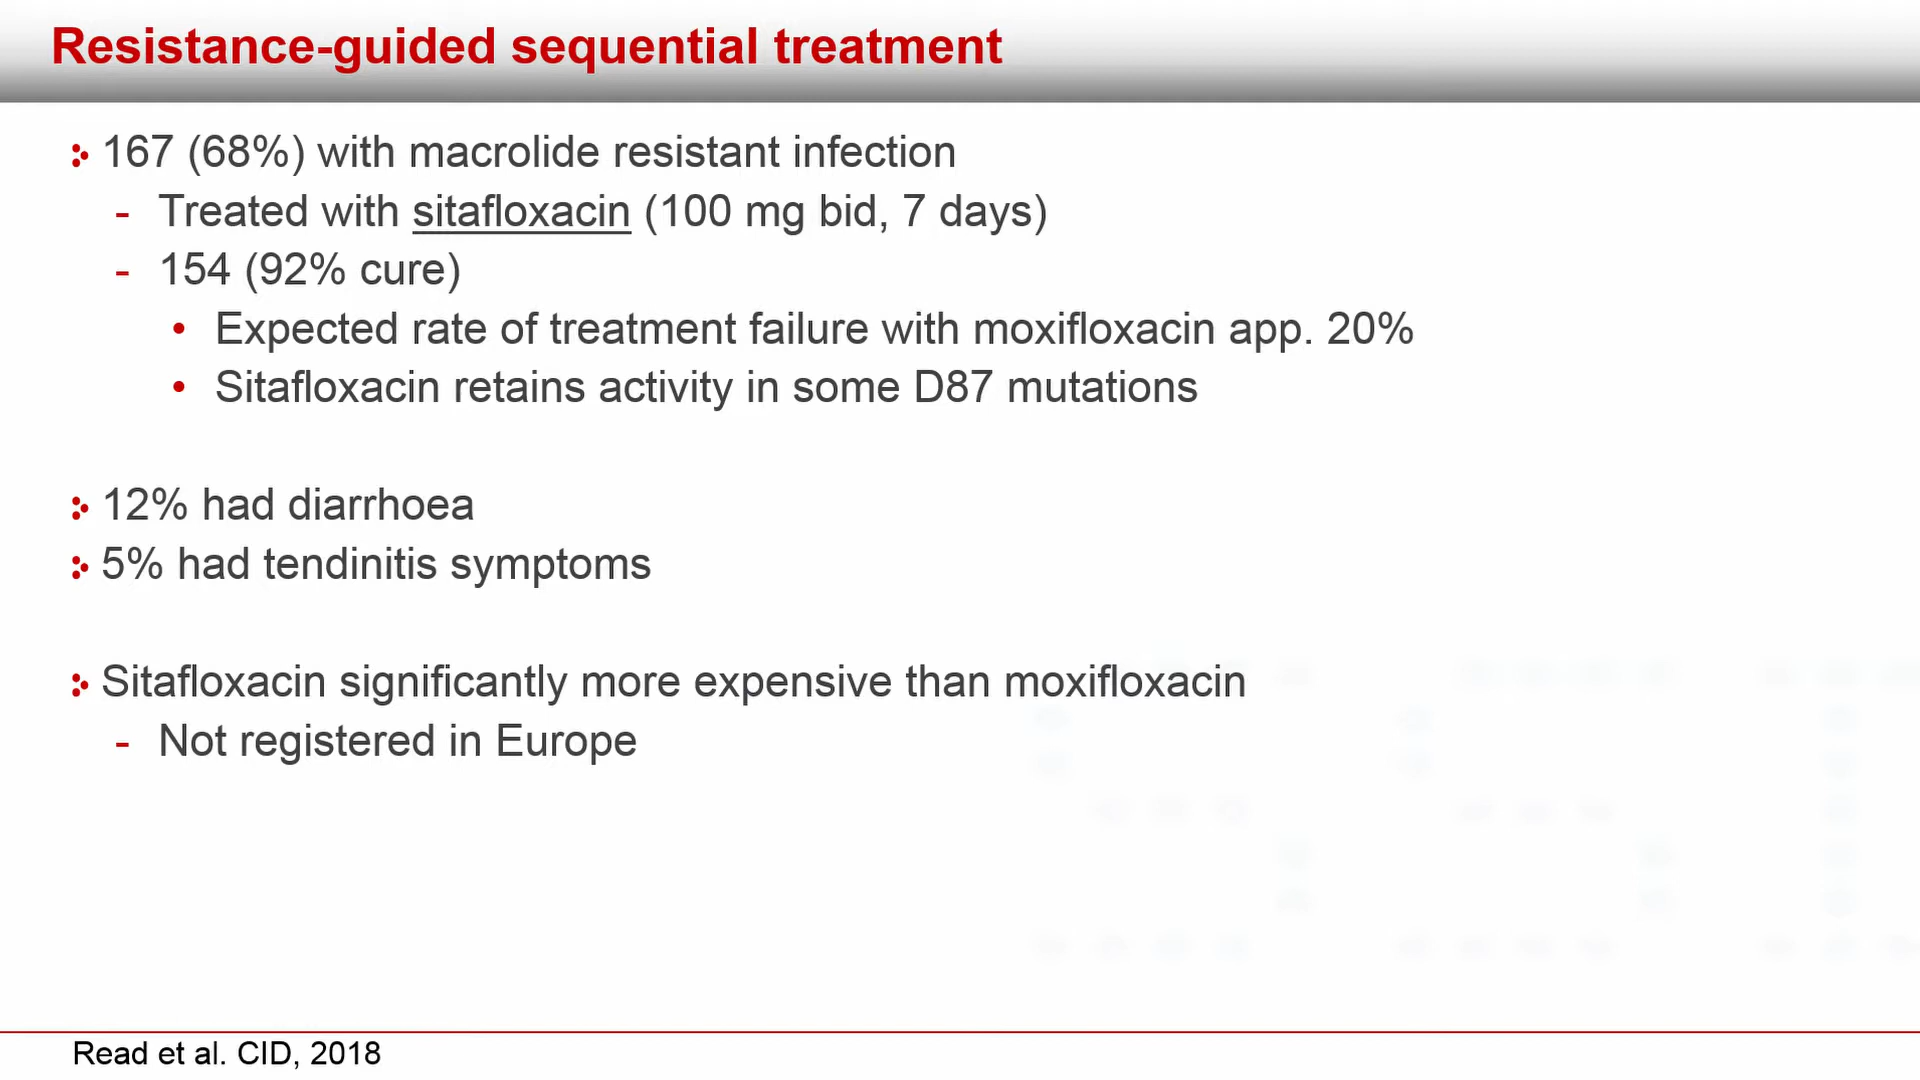 Resistance-guided sequential treatment
167 (68%) with macrolide resistant infection
- Treated with sitafloxacin (100 mg bid, 7 days)
- 154 (92% cure)
• Expected rate of treatment failure with moxifloxacin app. 20%
• Sitafloxacin retains activity in some D87 mutations
12% had diarrhoea
5% had tendinitis symptoms
Sitafloxacin significantly more expensive than moxifloxacin
- Not registered in Europe
Read et al. CID, 2018